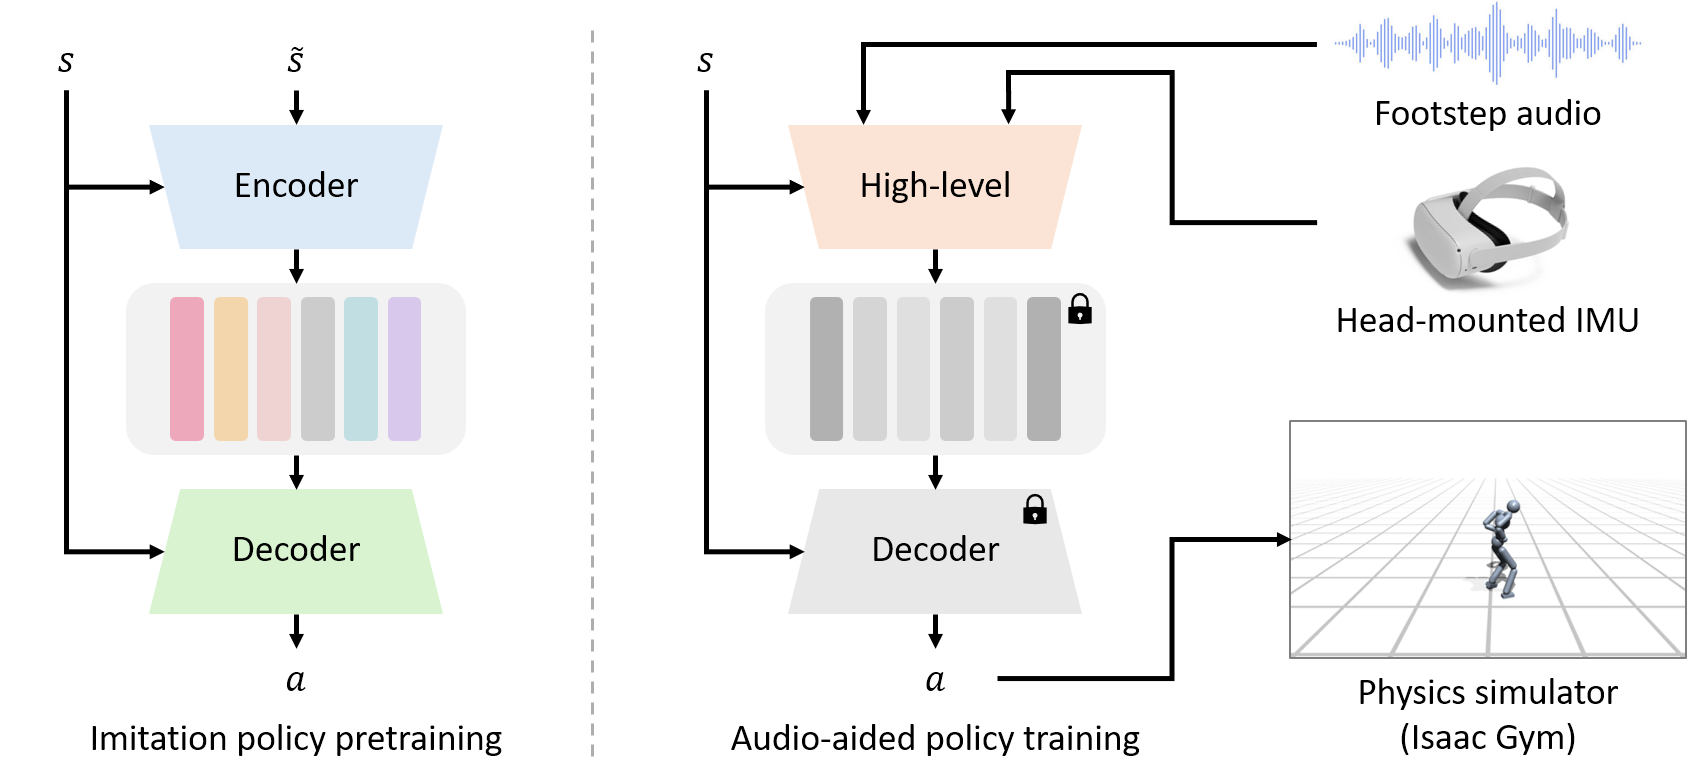 s
s̃
Encoder
Decoder
a
Imitation policy pretraining
s
High-level
Decoder
a
Audio-aided policy training
Footstep audio
Head-mounted IMU
Physics simulator
(Isaac Gym)